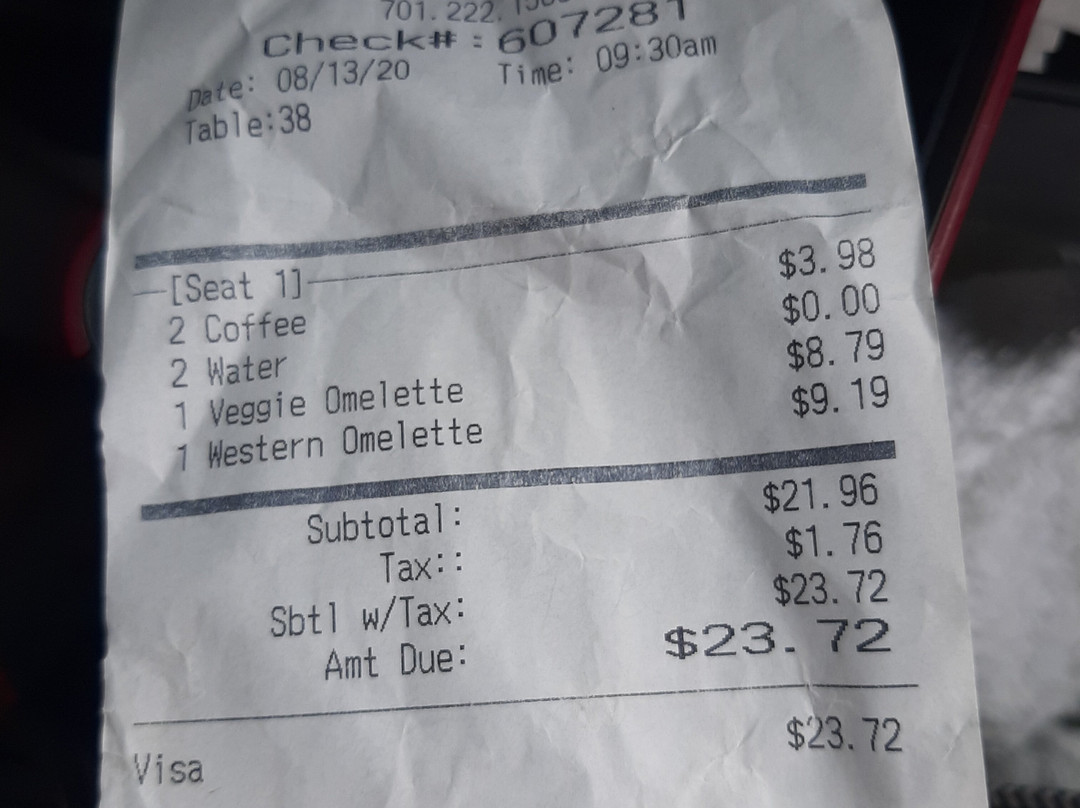 701.222.
Check#: 607281
Date: 08/13/20 Time: 09:30am
Table:38
[Seat 1]
2 Coffee $3.98
2 Water $0.00
1 Veggie Omelette $8.79
1 Western Omelette $9.19
Subtotal: $21.96
Tax:: $1.76
Sbtl w/Tax: $23.72
Amt Due: $23.72
Visa $23.72